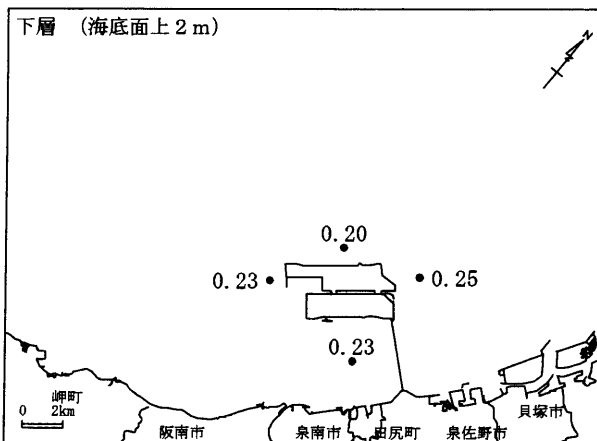 下層 (海底面上2m)
N
0.20
0.23
0.25
0.23
岬町
0 2km
阪南市
泉南市
田尻町
泉佐野市
貝塚市